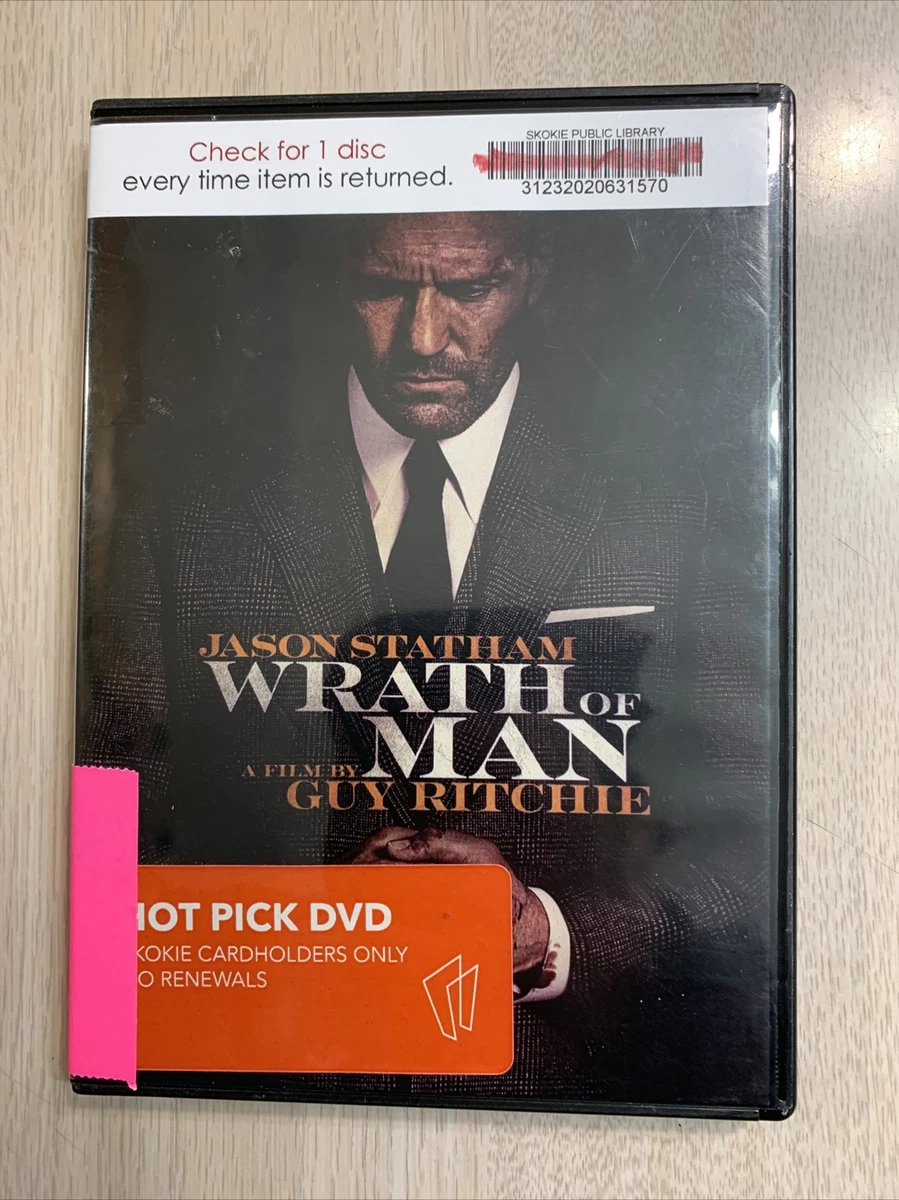 Check for 1 disc
every time item is returned.
SKOKIE PUBLIC LIBRARY
31232020631570
JASON STATHAM
WRATH OF
MAN
A FILM BY
GUY RITCHIE
HOT PICK DVD
KOKIE CARDHOLDERS ONLY
O RENEWALS